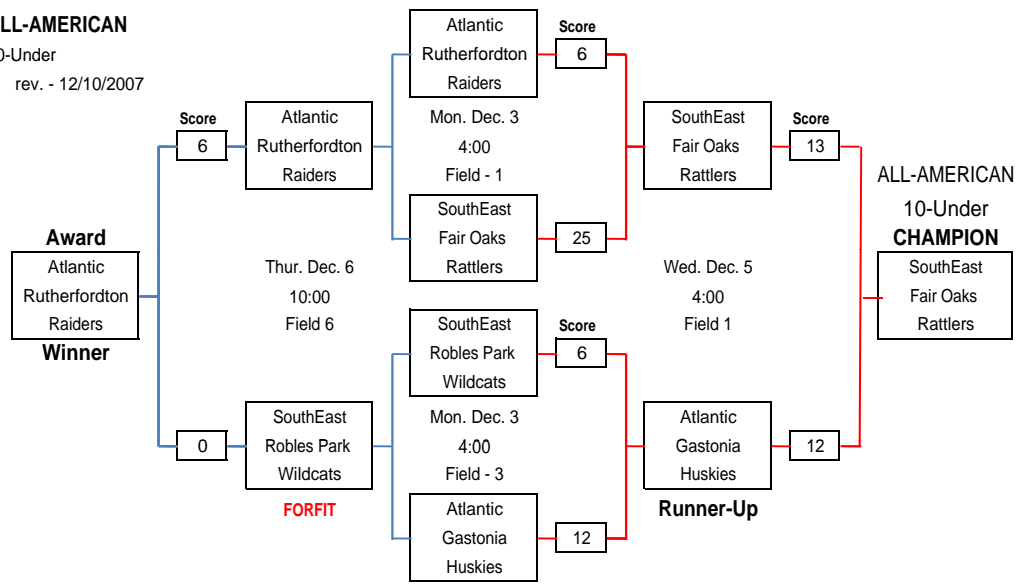 LL-AMERICAN
0-Under
rev. - 12/10/2007
Atlantic
Rutherfordton
Raiders
Score
6
Mon. Dec. 3
4:00
Field - 1
SouthEast
Fair Oaks
Rattlers
25
Score
6
Atlantic
Rutherfordton
Raiders
SouthEast
Fair Oaks
Rattlers
Score
13
ALL-AMERICAN
10-Under
CHAMPION
SouthEast
Fair Oaks
Rattlers
Award
Atlantic
Rutherfordton
Raiders
Winner
Thur. Dec. 6
10:00
Field 6
Wed. Dec. 5
4:00
Field 1
SouthEast
Robles Park
Wildcats
Score
6
Mon. Dec. 3
4:00
Field - 3
Atlantic
Gastonia
Huskies
12
0
SouthEast
Robles Park
Wildcats
FORFIT
Atlantic
Gastonia
Huskies
12
Runner-Up